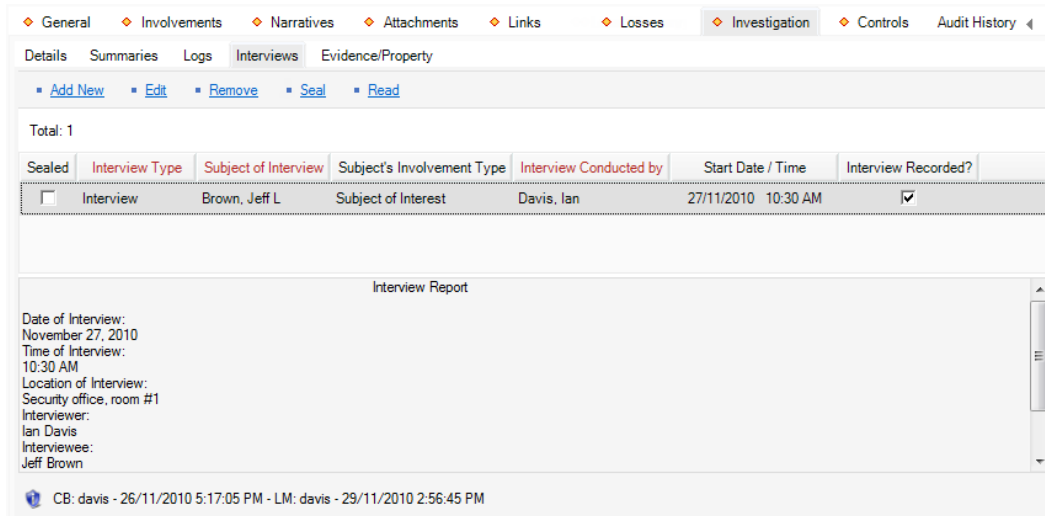 General Involvements Narratives Attachments Links Losses Investigation Controls Audit History
Details Summaries Logs Interviews Evidence/Property
Add New Edit Remove Seal Read
Total: 1
Sealed Interview Type Subject of Interview Subject's Involvement Type Interview Conducted by Start Date / Time Interview Recorded?
Interview Brown, Jeff L Subject of Interest Davis, Ian 27/11/2010 10:30 AM
Interview Report
Date of Interview:
November 27, 2010
Time of Interview:
10:30 AM
Location of Interview:
Security office, room #1
Interviewer:
Ian Davis
Interviewee:
Jeff Brown
CB: davis - 26/11/2010 5:17:05 PM - LM: davis - 29/11/2010 2:56:45 PM